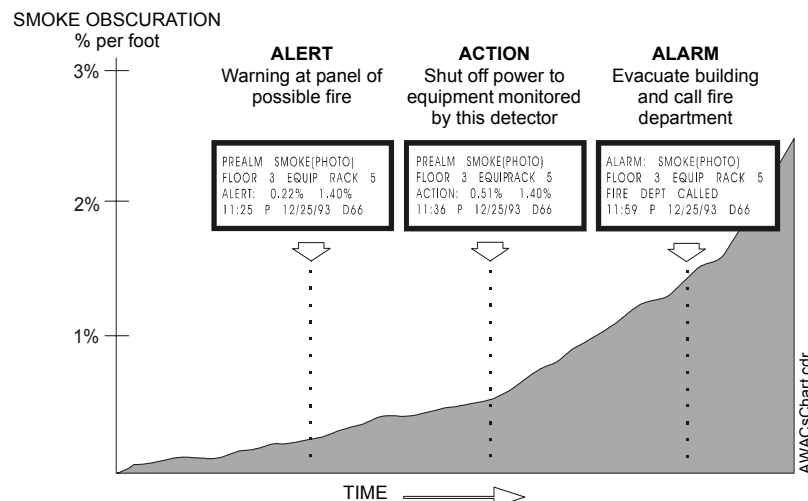 SMOKE OBSCURATION
% per foot
3%
2%
1%
ALERT
Warning at panel of
possible fire
ACTION
Shut off power to
equipment monitored
by this detector
ALARM
Evacuate building
and call fire
department
PREALM SMOKE(PHOTO)
FLOOR 3 EQUIP RACK 5
ALERT: 0.22% 1.40%
11:25 P 12/25/93 D66
PREALM SMOKE(PHOTO)
FLOOR 3 EQUIPRACK 5
ACTION: 0.51% 1.40%
11:36 P 12/25/93 D66
ALARM: SMOKE(PHOTO)
FLOOR 3 EQUIP RACK 5
FIRE DEPT CALLED
11:59 P 12/25/93 D66
TIME
AWACsChart.cdr